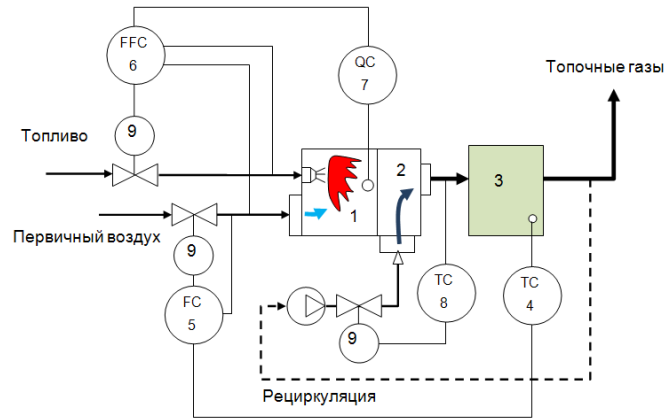 FFC
6
QC
7
Топочные газы
9
Топливо
2
3
1
Первичный воздух
9
FC
5
TC
8
TC
4
9
Рециркуляция